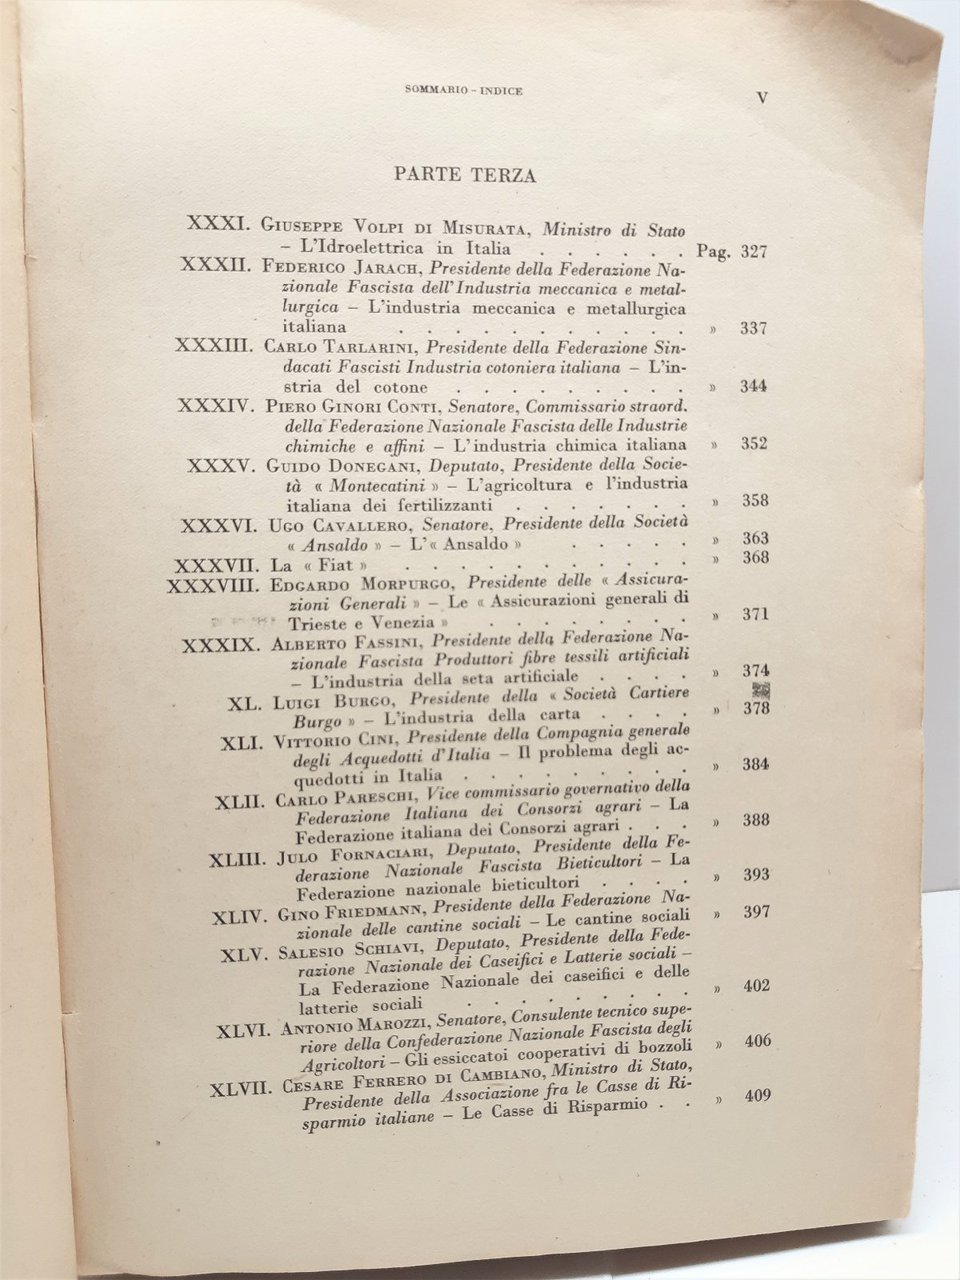 SOMMARIO - INDICE
V
PARTE TERZA
XXXI. GIUSEPPE VOLPI DI MISURATA, Ministro di Stato
– L'Idroelettrica in Italia . . . . . . Pag. 327
XXXII. FEDERICO JARACH, Presidente della Federazione Na-
zionale Fascista dell'Industria meccanica e metal-
lurgica – L'industria meccanica e metallurgica
italiana . . . . . . . . . . » 337
XXXIII. CARLO TARLARINI, Presidente della Federazione Sin-
dacati Fascisti Industria cotoniera italiana – L'in-
stria del cotone . . . . . . . . . » 344
XXXIV. PIERO GINORI CONTI, Senatore, Commissario straord.
della Federazione Nazionale Fascista delle Industrie
chimiche e affini – L'industria chimica italiana » 352
XXXV. GUIDO DONEGANI, Deputato, Presidente della Socie-
tà « Montecatini » – L'agricoltura e l'industria
italiana dei fertilizzanti . . . . . . . » 358
XXXVI. UGO CAVALLERO, Senatore, Presidente della Società
« Ansaldo » – L'« Ansaldo » . . . . . » 363
XXXVII. La « Fiat » . . . . . . . . . . . » 368
XXXVIII. EDGARDO MORPURGO, Presidente delle « Assicura-
zioni Generali » – Le « Assicurazioni generali di
Trieste e Venezia » . . . . . . . . » 371
XXXIX. ALBERTO FASSINI, Presidente della Federazione Na-
zionale Fascista Produttori fibre tessili artificiali
– L'industria della seta artificiale . . . . » 374
XL. LUIGI BURGO, Presidente della « Società Cartiere
Burgo » – L'industria della carta . . . . » 378
XLI. VITTORIO CINI, Presidente della Compagnia generale
degli Acquedotti d'Italia – Il problema degli ac-
quedotti in Italia . . . . . . . . . » 384
XLII. CARLO PARESCHI, Vice commissario governativo della
Federazione Italiana dei Consorzi agrari – La
Federazione italiana dei Consorzi agrari . . . » 388
XLIII. JULO FORNACIARI, Deputato, Presidente della Fe-
derazione Nazionale Fascista Bieticultori – La
Federazione nazionale bieticultori . . . . » 393
XLIV. GINO FRIEDMANN, Presidente della Federazione Na-
zionale delle cantine sociali – Le cantine sociali » 397
XLV. SALESIO SCHIAVI, Deputato, Presidente della Fede-
razione Nazionale dei Caseifici e Latterie sociali –
La Federazione Nazionale dei caseifici e delle
latterie sociali . . . . . . . . . » 402
XLVI. ANTONIO MAROZZI, Senatore, Consulente tecnico supe-
riore della Confederazione Nazionale Fascista degli
Agricoltori – Gli essiccatoi cooperativi di bozzoli » 406
XLVII. CESARE FERRERO DI CAMBIANO, Ministro di Stato,
Presidente della Associazione fra le Casse di Ri-
sparmio italiane – Le Casse di Risparmio . . » 409